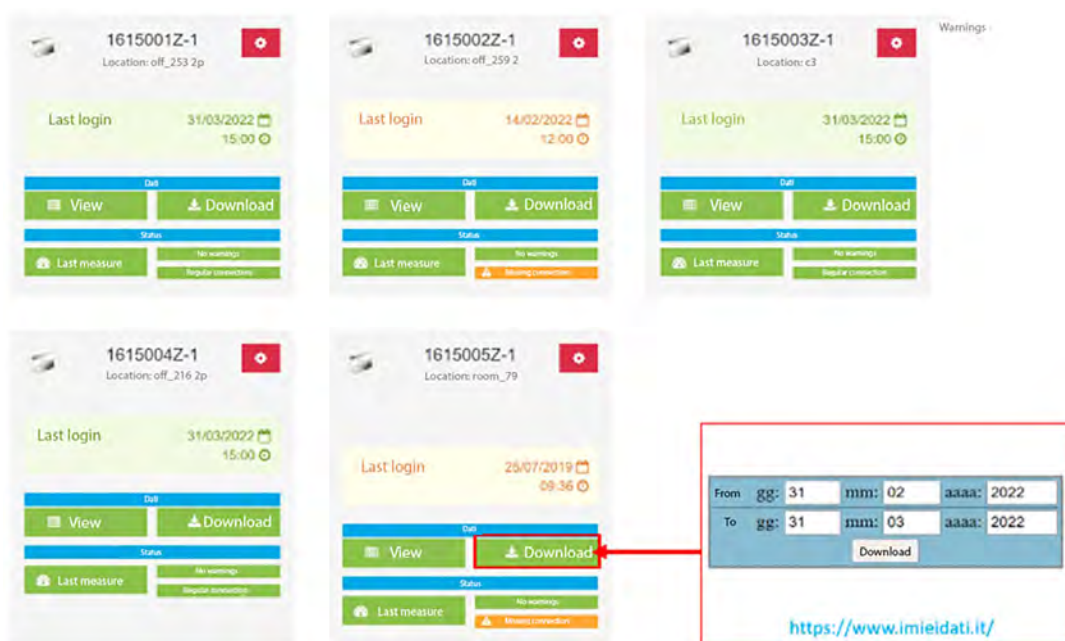 1615001Z-1
Location: off_253 2p
Last login
31/03/2022
15:00
Dati
View
Download
Status
Last measure
No warnings
Regular connection
1615002Z-1
Location: off_259 2
Last login
14/02/2022
12:00
Dati
View
Download
Status
Last measure
No warnings
Missing connection
1615003Z-1
Location: c3
Last login
31/03/2022
15:00
Dati
View
Download
Status
Last measure
No warnings
Regular connection
Warnings
1615004Z-1
Location: off_216 2p
Last login
31/03/2022
15:00
Dati
View
Download
Status
Last measure
No warnings
Regular connection
1615005Z-1
Location: room_79
Last login
25/07/2019
09:36
Dati
View
Download
Status
Last measure
No warnings
Missing connection
From gg: 31 mm: 02 aaaa: 2022
To gg: 31 mm: 03 aaaa: 2022
Download
https://www.imieidati.it/